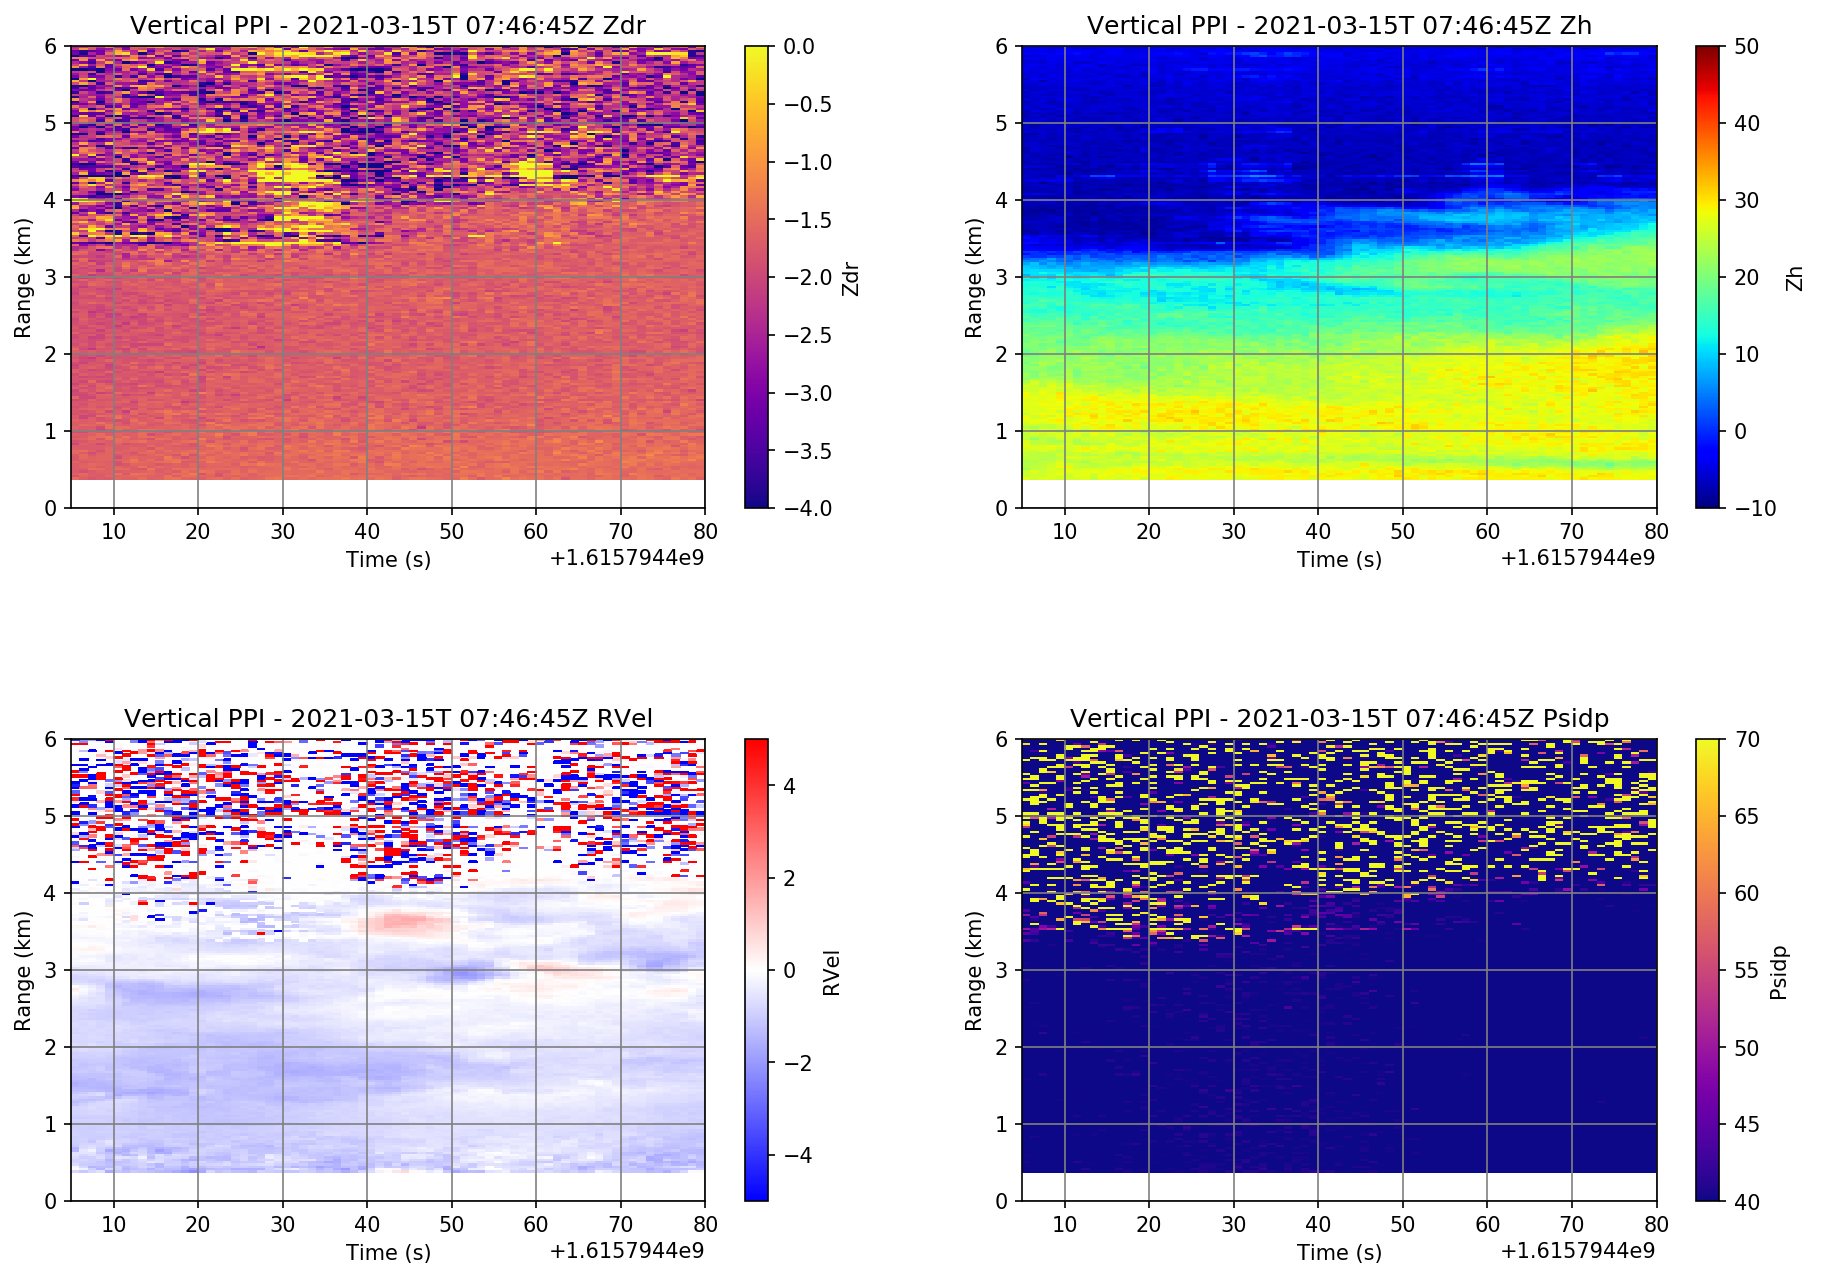 Vertical PPI - 2021-03-15T 07:46:45Z Zdr
6
5
4
3
2
1
0
Range (km)
10 20 30 40 50 60 70 80
Time (s)
+1.6157944e9
0.0
−0.5
−1.0
−1.5
−2.0
−2.5
−3.0
−3.5
−4.0
Zdr
Vertical PPI - 2021-03-15T 07:46:45Z Zh
6
5
4
3
2
1
0
Range (km)
10 20 30 40 50 60 70 80
Time (s)
+1.6157944e9
50
40
30
20
10
0
−10
Zh
Vertical PPI - 2021-03-15T 07:46:45Z RVel
6
5
4
3
2
1
0
Range (km)
10 20 30 40 50 60 70 80
Time (s)
+1.6157944e9
4
2
0
−2
−4
RVel
Vertical PPI - 2021-03-15T 07:46:45Z Psidp
6
5
4
3
2
1
0
Range (km)
10 20 30 40 50 60 70 80
Time (s)
+1.6157944e9
70
65
60
55
50
45
40
Psidp